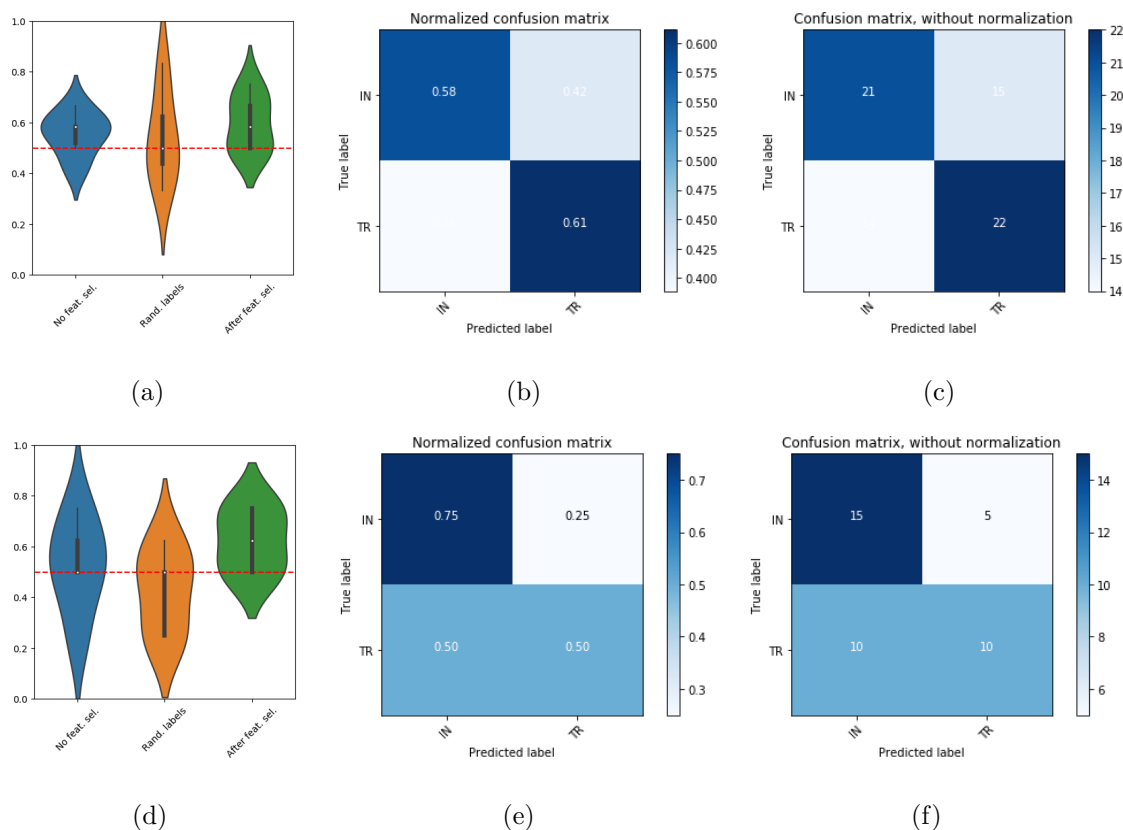 1.0
0.8
0.6
0.4
0.2
0.0
No feat. sel.
Rand. labels
After feat. sel.
(a)
Normalized confusion matrix
True label
IN
TR
0.58
0.42
0.61
IN
TR
Predicted label
0.600
0.575
0.550
0.525
0.500
0.475
0.450
0.425
0.400
(b)
Confusion matrix, without normalization
True label
IN
TR
21
15
22
IN
TR
Predicted label
22
21
20
19
18
17
16
15
14
(c)
1.0
0.8
0.6
0.4
0.2
0.0
No feat. sel.
Rand. labels
After feat. sel.
(d)
Normalized confusion matrix
True label
IN
TR
0.75
0.25
0.50
0.50
IN
TR
Predicted label
0.7
0.6
0.5
0.4
0.3
(e)
Confusion matrix, without normalization
True label
IN
TR
15
5
10
10
IN
TR
Predicted label
14
12
10
8
6
(f)